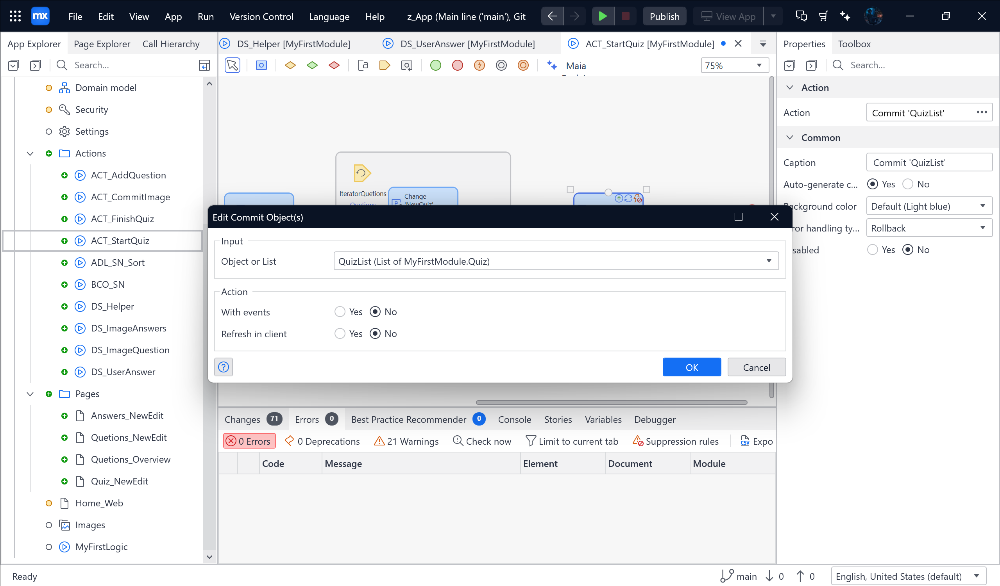 mx File Edit View App Run Version Control Language Help z_App (Main line ('main'), Git Publish View App
App Explorer Page Explorer Call Hierarchy
Search...
Domain model
Security
Settings
Actions
ACT_AddQuestion
ACT_CommitImage
ACT_FinishQuiz
ACT_StartQuiz
ADL_SN_Sort
BCO_SN
DS_Helper
DS_ImageAnswers
DS_ImageQuestion
DS_UserAnswer
Pages
Answers_NewEdit
Quetions_NewEdit
Quetions_Overview
Quiz_NewEdit
Home_Web
Images
MyFirstLogic
DS_Helper [MyFirstModule] DS_UserAnswer [MyFirstModule] ACT_StartQuiz [MyFirstModule]
Maia
75%
IteratorQuetions
Quetions
Change
'NewQuiz'
Edit Commit Object(s)
Input
Object or List QuizList (List of MyFirstModule.Quiz)
Action
With events Yes No
Refresh in client Yes No
OK Cancel
Changes 71 Errors 0 Best Practice Recommender 0 Console Stories Variables Debugger
0 Errors 0 Deprecations 21 Warnings Check now Limit to current tab Suppression rules CSV Expor
Code Message Element Document Module
Properties Toolbox
Search...
Action
Action Commit 'QuizList' •••
Common
Caption Commit 'QuizList'
Auto-generate c... Yes No
ackground color Default (Light blue)
ror handling ty... Rollback
sabled Yes No
Ready main 0 0 English, United States (default)